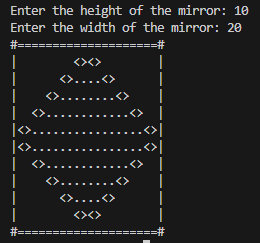 Enter the height of the mirror: 10
Enter the width of the mirror: 20
#====================#
|        <><>        |
|      <>....<>      |
|    <>........<>    |
|  <>............<>  |
|<>................<>|
|<>................<>|
|  <>............<>  |
|    <>........<>    |
|      <>....<>      |
|        <><>        |
#====================#